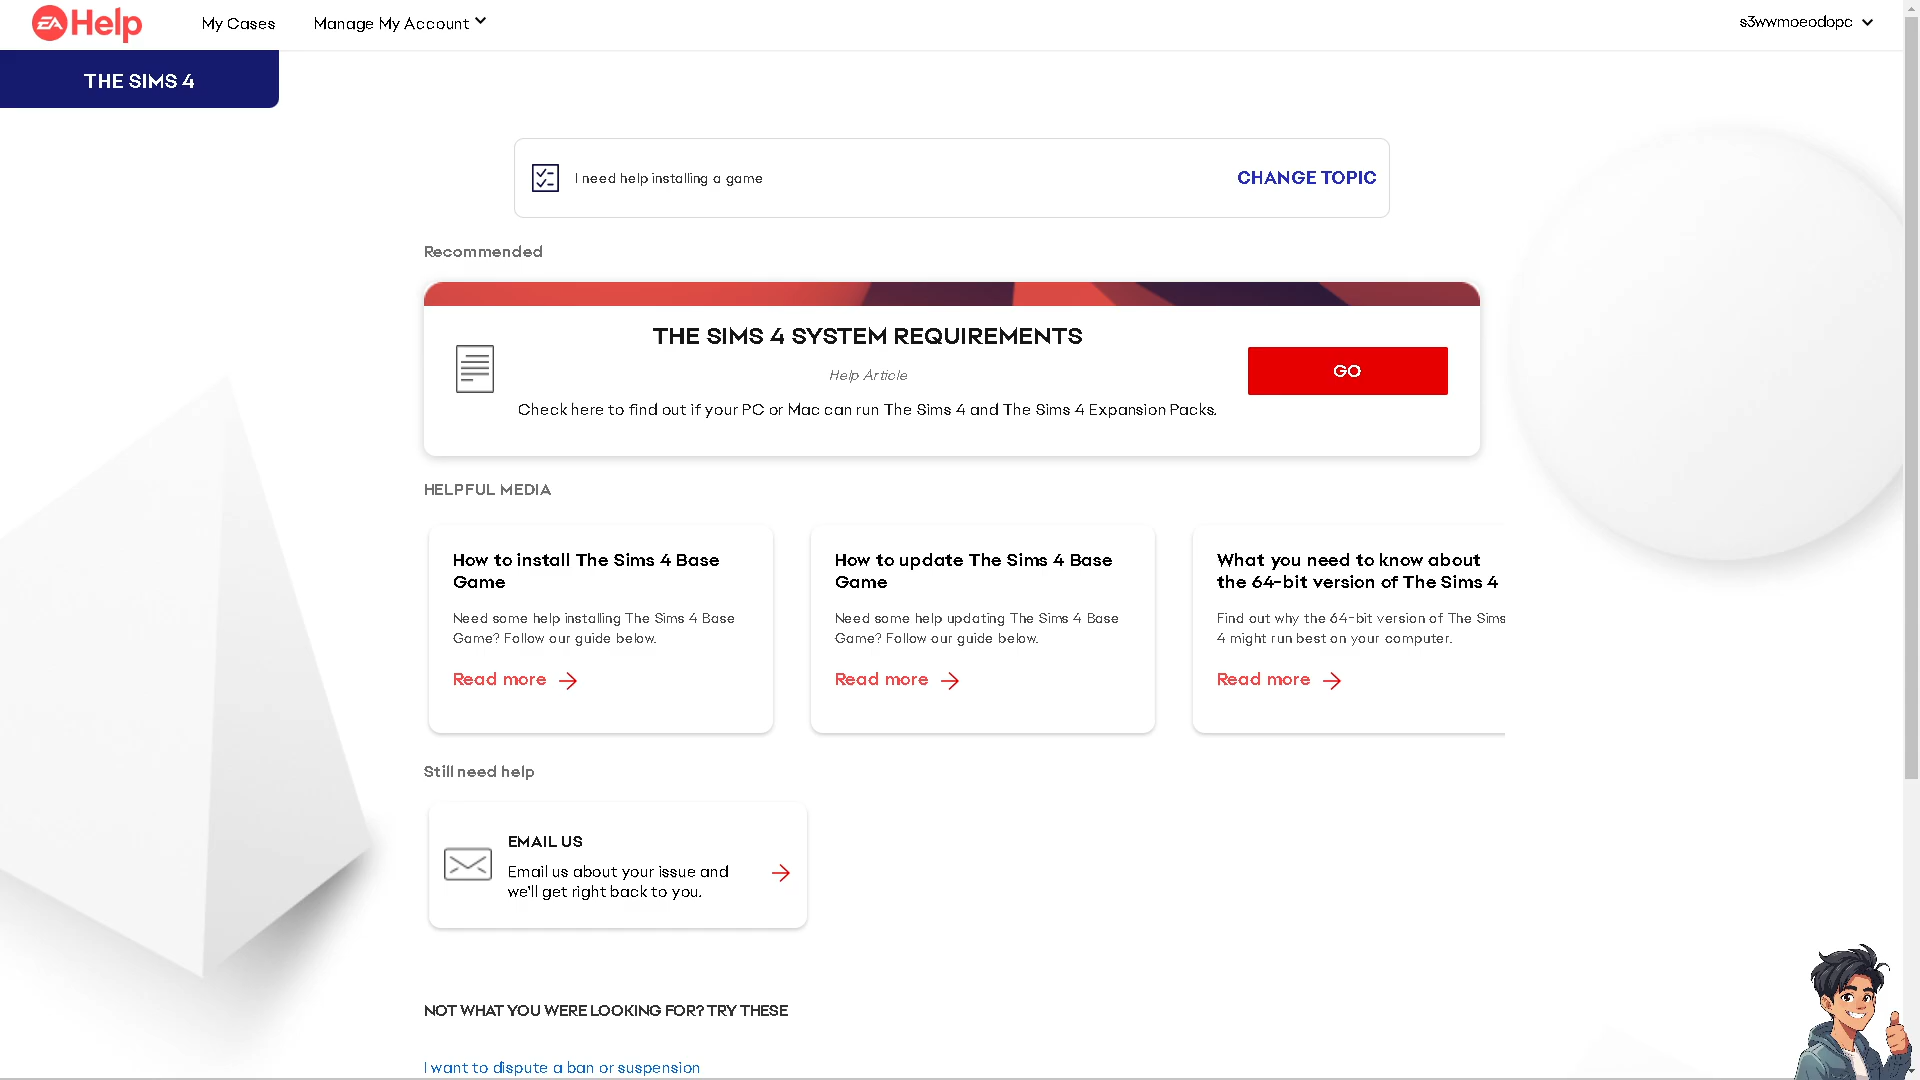 EA Help
My Cases
Manage My Account
s3wwmoeodopc
THE SIMS 4
I need help installing a game
CHANGE TOPIC
Recommended
THE SIMS 4 SYSTEM REQUIREMENTS
Help Article
Check here to find out if your PC or Mac can run The Sims 4 and The Sims 4 Expansion Packs.
GO
HELPFUL MEDIA
How to install The Sims 4 Base
Game
Need some help installing The Sims 4 Base
Game? Follow our guide below.
Read more
How to update The Sims 4 Base
Game
Need some help updating The Sims 4 Base
Game? Follow our guide below.
Read more
What you need to know about
the 64-bit version of The Sims 4
Find out why the 64-bit version of The Sims
4 might run best on your computer.
Read more
Still need help
EMAIL US
Email us about your issue and
we'll get right back to you.
NOT WHAT YOU WERE LOOKING FOR? TRY THESE
I want to dispute a ban or suspension